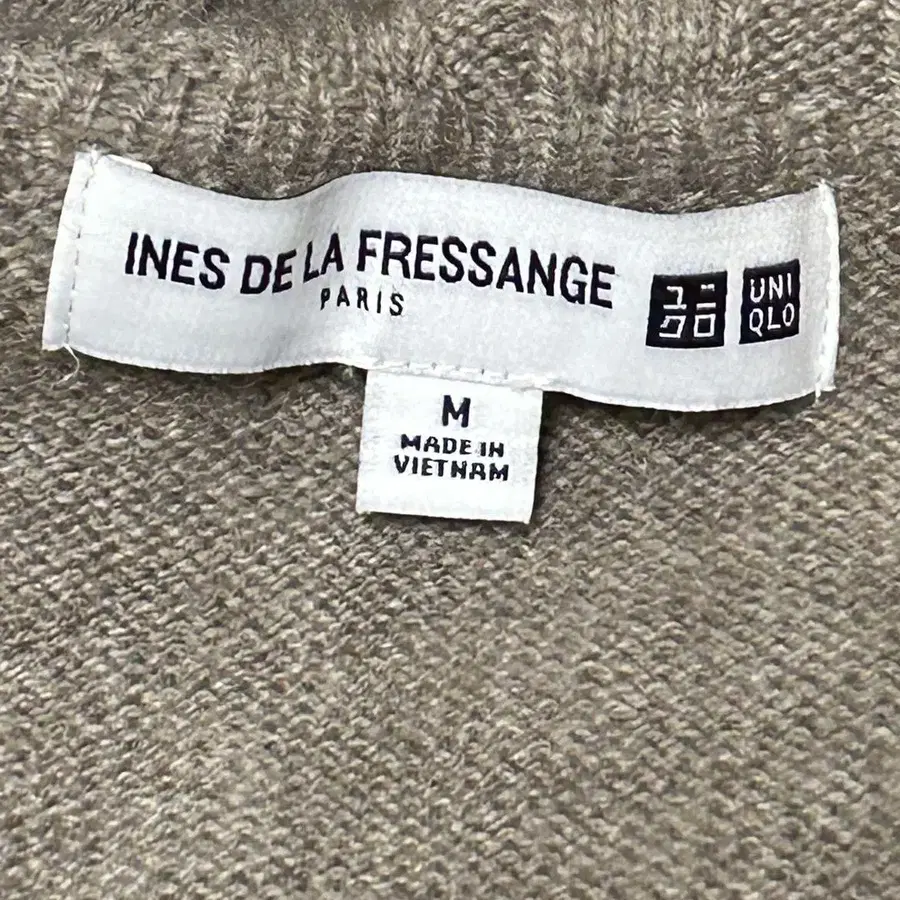 INES DE LA FRESSANGE
PARIS
ユニ
クロ
UNI
QLO
M
MADE IN
VIETNAM